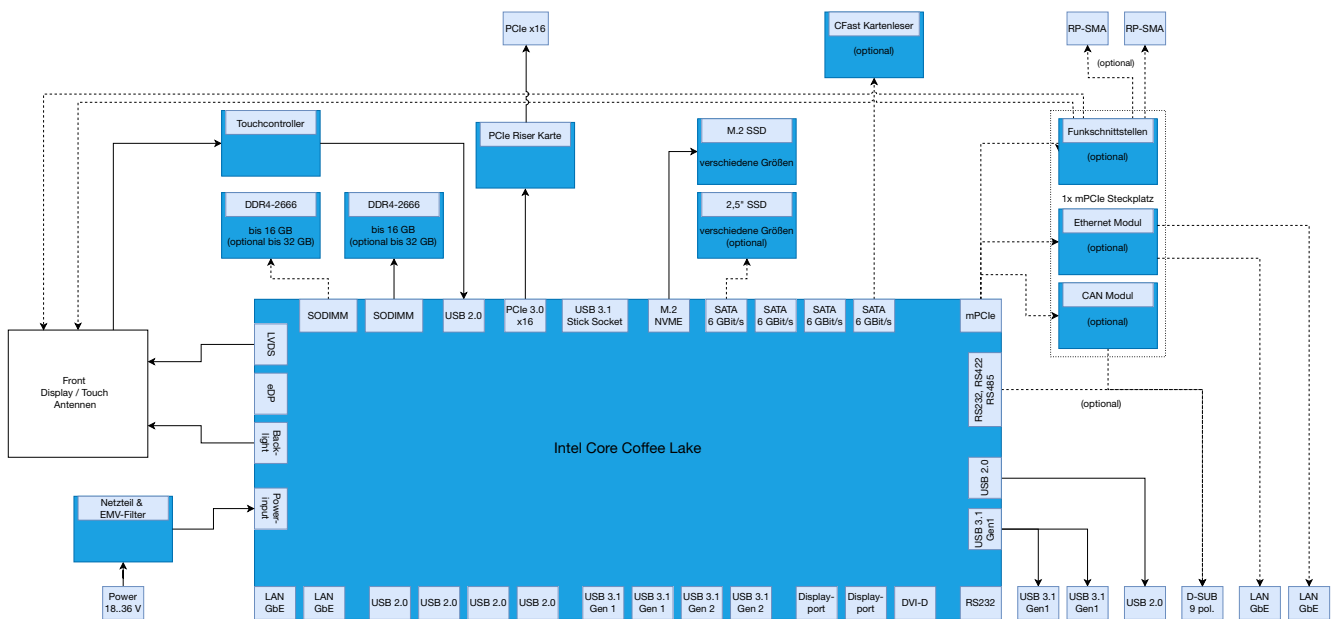 PCIe x16
CFast Kartenleser
(optional)
RP-SMA
RP-SMA
(optional)
Touchcontroller
PCIe Riser Karte
M.2 SSD
verschiedene Größen
Funkschnittstellen
(optional)
1x mPCIe Steckplatz
DDR4-2666
bis 16 GB
(optional bis 32 GB)
DDR4-2666
bis 16 GB
(optional bis 32 GB)
2,5" SSD
verschiedene Größen
(optional)
Ethernet Modul
(optional)
CAN Modul
(optional)
SODIMM
SODIMM
USB 2.0
PCIe 3.0
x16
USB 3.1
Stick Socket
M.2
NVME
SATA
6 GBit/s
SATA
6 GBit/s
SATA
6 GBit/s
SATA
6 GBit/s
mPCIe
Front
Display / Touch
Antennen
LVDS
eDP
Back-
light
Power-
input
Intel Core Coffee Lake
RS232, RS422
RS485
(optional)
USB 2.0
USB 3.1
Gen1
Netzteil &
EMV-Filter
Power
18..36 V
LAN
GbE
LAN
GbE
USB 2.0
USB 2.0
USB 2.0
USB 2.0
USB 3.1
Gen 1
USB 3.1
Gen 1
USB 3.1
Gen 2
USB 3.1
Gen 2
Display-
port
Display-
port
DVI-D
RS232
USB 3.1
Gen1
USB 3.1
Gen1
USB 2.0
D-SUB
9 pol.
LAN
GbE
LAN
GbE